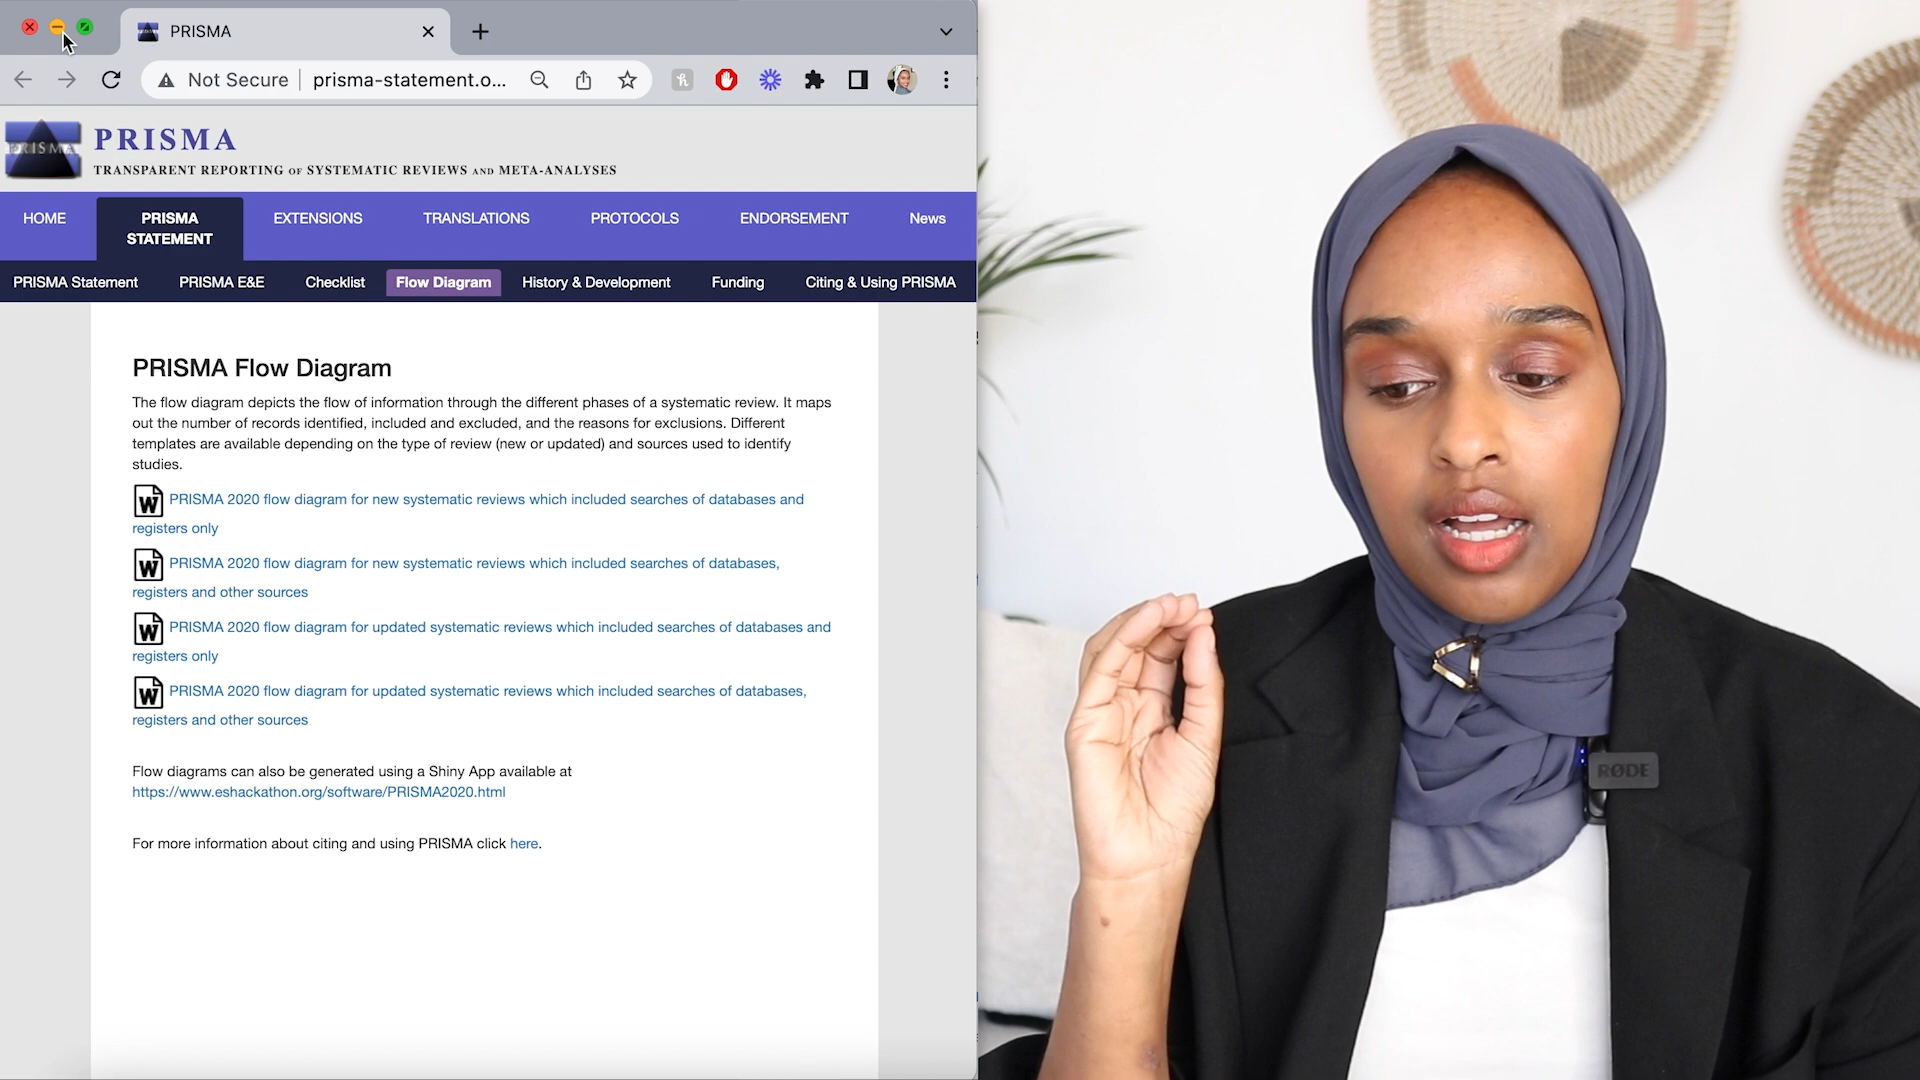 PRISMA
Not Secure
prisma-statement.o...
PRISMA
PRISMA
TRANSPARENT REPORTING OF SYSTEMATIC REVIEWS AND META-ANALYSES
HOME
PRISMA
STATEMENT
EXTENSIONS
TRANSLATIONS
PROTOCOLS
ENDORSEMENT
News
PRISMA Statement
PRISMA E&E
Checklist
Flow Diagram
History & Development
Funding
Citing & Using PRISMA
PRISMA Flow Diagram
The flow diagram depicts the flow of information through the different phases of a systematic review. It maps
out the number of records identified, included and excluded, and the reasons for exclusions. Different
templates are available depending on the type of review (new or updated) and sources used to identify
studies.
W PRISMA 2020 flow diagram for new systematic reviews which included searches of databases and
registers only
W PRISMA 2020 flow diagram for new systematic reviews which included searches of databases,
registers and other sources
W PRISMA 2020 flow diagram for updated systematic reviews which included searches of databases and
registers only
W PRISMA 2020 flow diagram for updated systematic reviews which included searches of databases,
registers and other sources
Flow diagrams can also be generated using a Shiny App available at
https://www.eshackathon.org/software/PRISMA2020.html
For more information about citing and using PRISMA click here.
RØDE